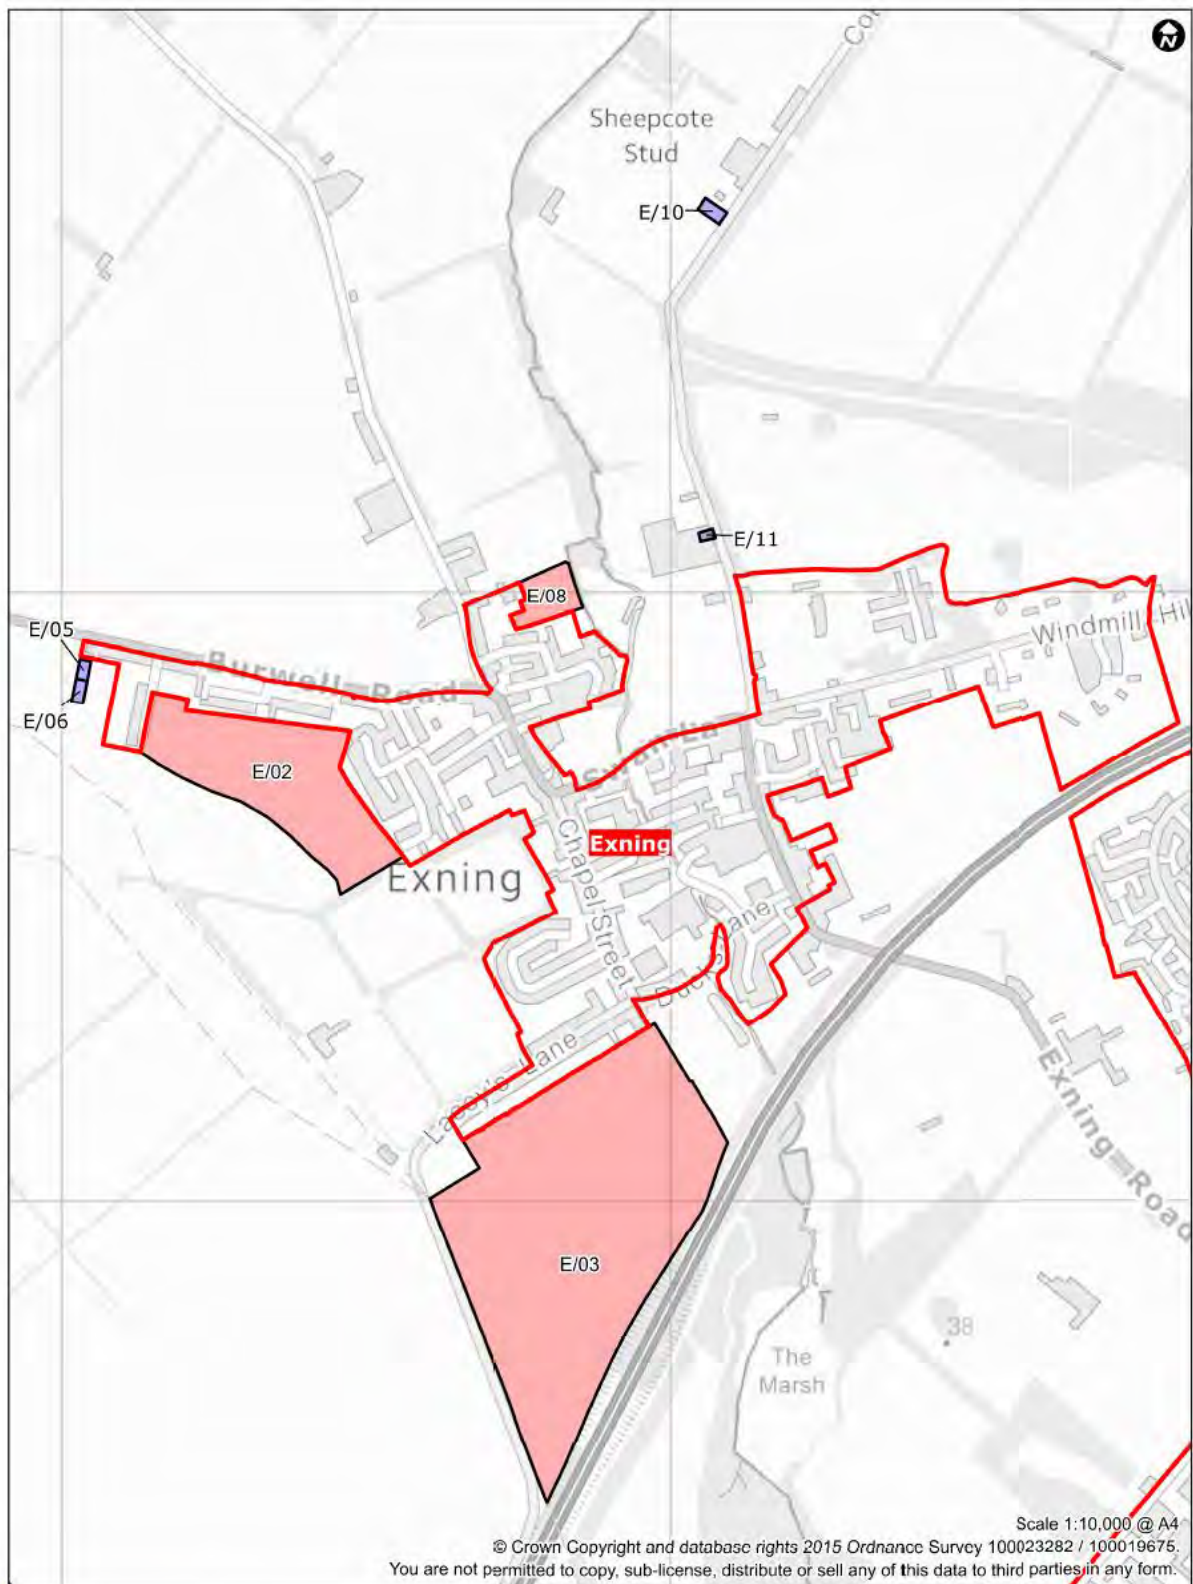 N
Sheepcote
Stud
E/10
E/11
E/08
E/05
Windmill Hil
Burwell Road
E/06
E/02
Exning
Chapel Street
Exning
Ducks Lane
Lacey's Lane
Exning Road
E/03
38
The
Marsh
Scale 1:10,000 @ A4
© Crown Copyright and database rights 2015 Ordnance Survey 100023282 / 100019675.
You are not permitted to copy, sub-license, distribute or sell any of this data to third parties in any form.